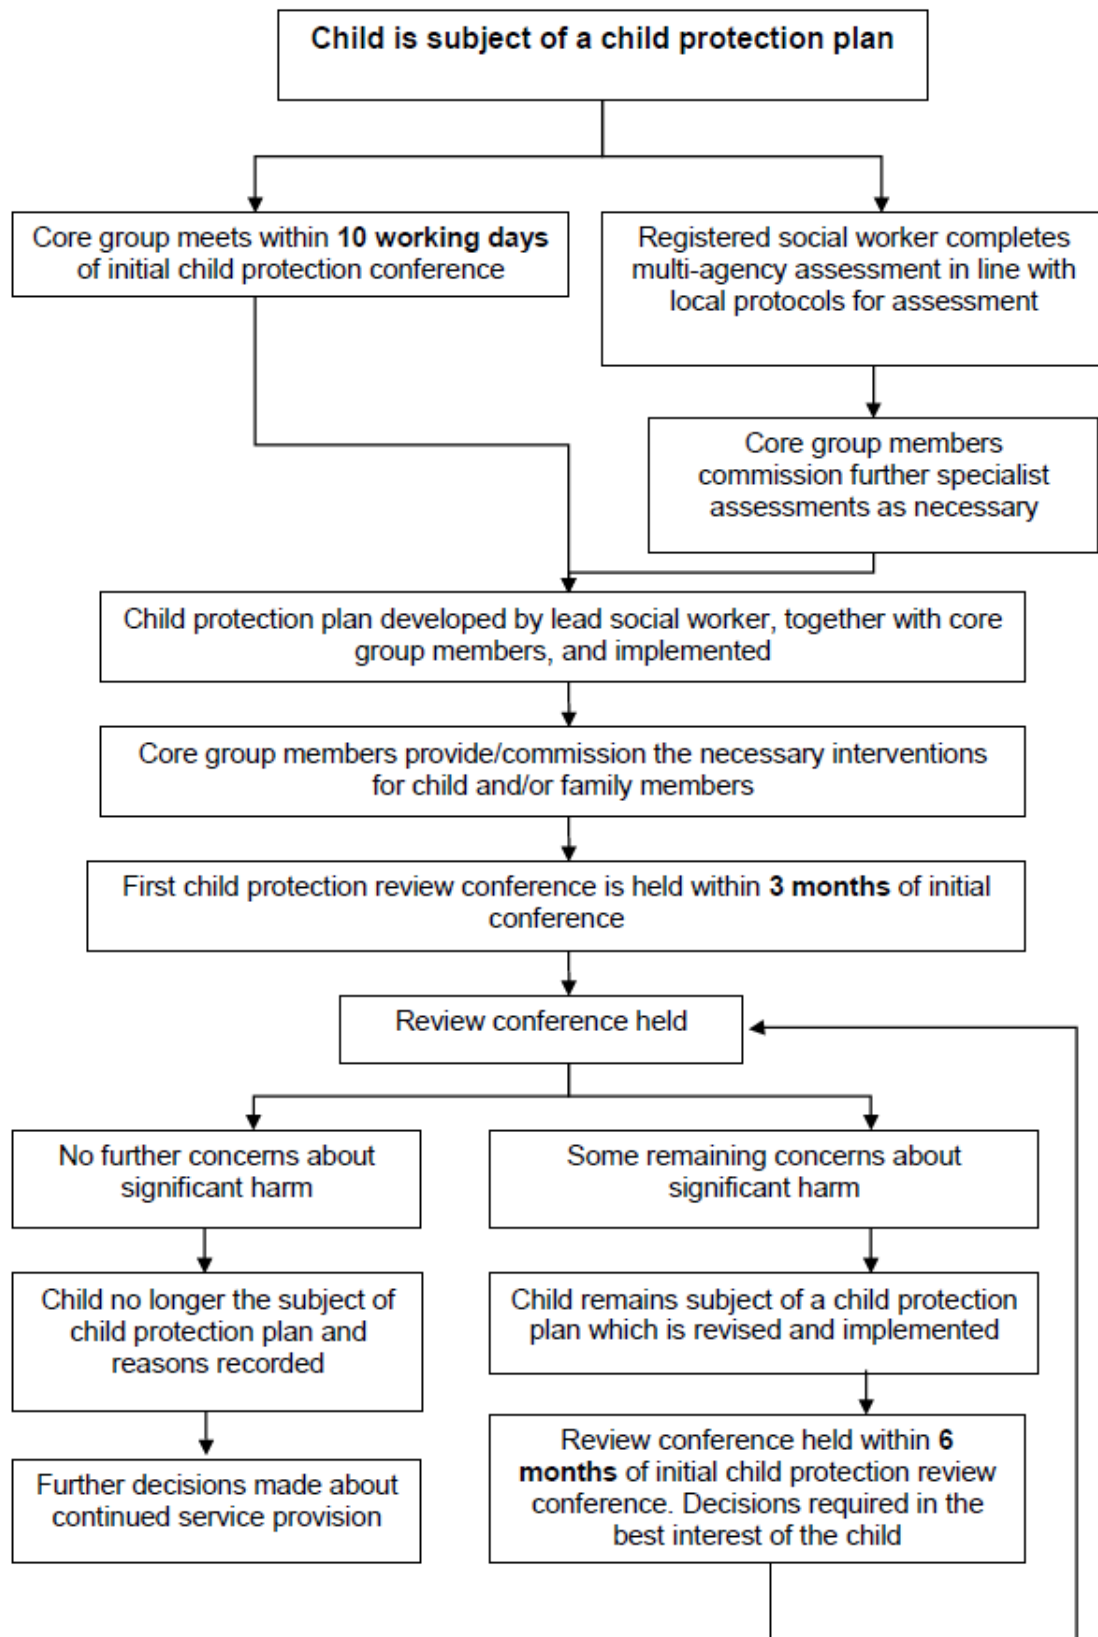 Child is subject of a child protection plan
Core group meets within 10 working days
of initial child protection conference
Registered social worker completes
multi-agency assessment in line with
local protocols for assessment
Core group members
commission further specialist
assessments as necessary
Child protection plan developed by lead social worker, together with core
group members, and implemented
Core group members provide/commission the necessary interventions
for child and/or family members
First child protection review conference is held within 3 months of initial
conference
Review conference held
No further concerns about
significant harm
Some remaining concerns about
significant harm
Child no longer the subject of
child protection plan and
reasons recorded
Child remains subject of a child protection
plan which is revised and implemented
Further decisions made about
continued service provision
Review conference held within 6
months of initial child protection review
conference. Decisions required in the
best interest of the child